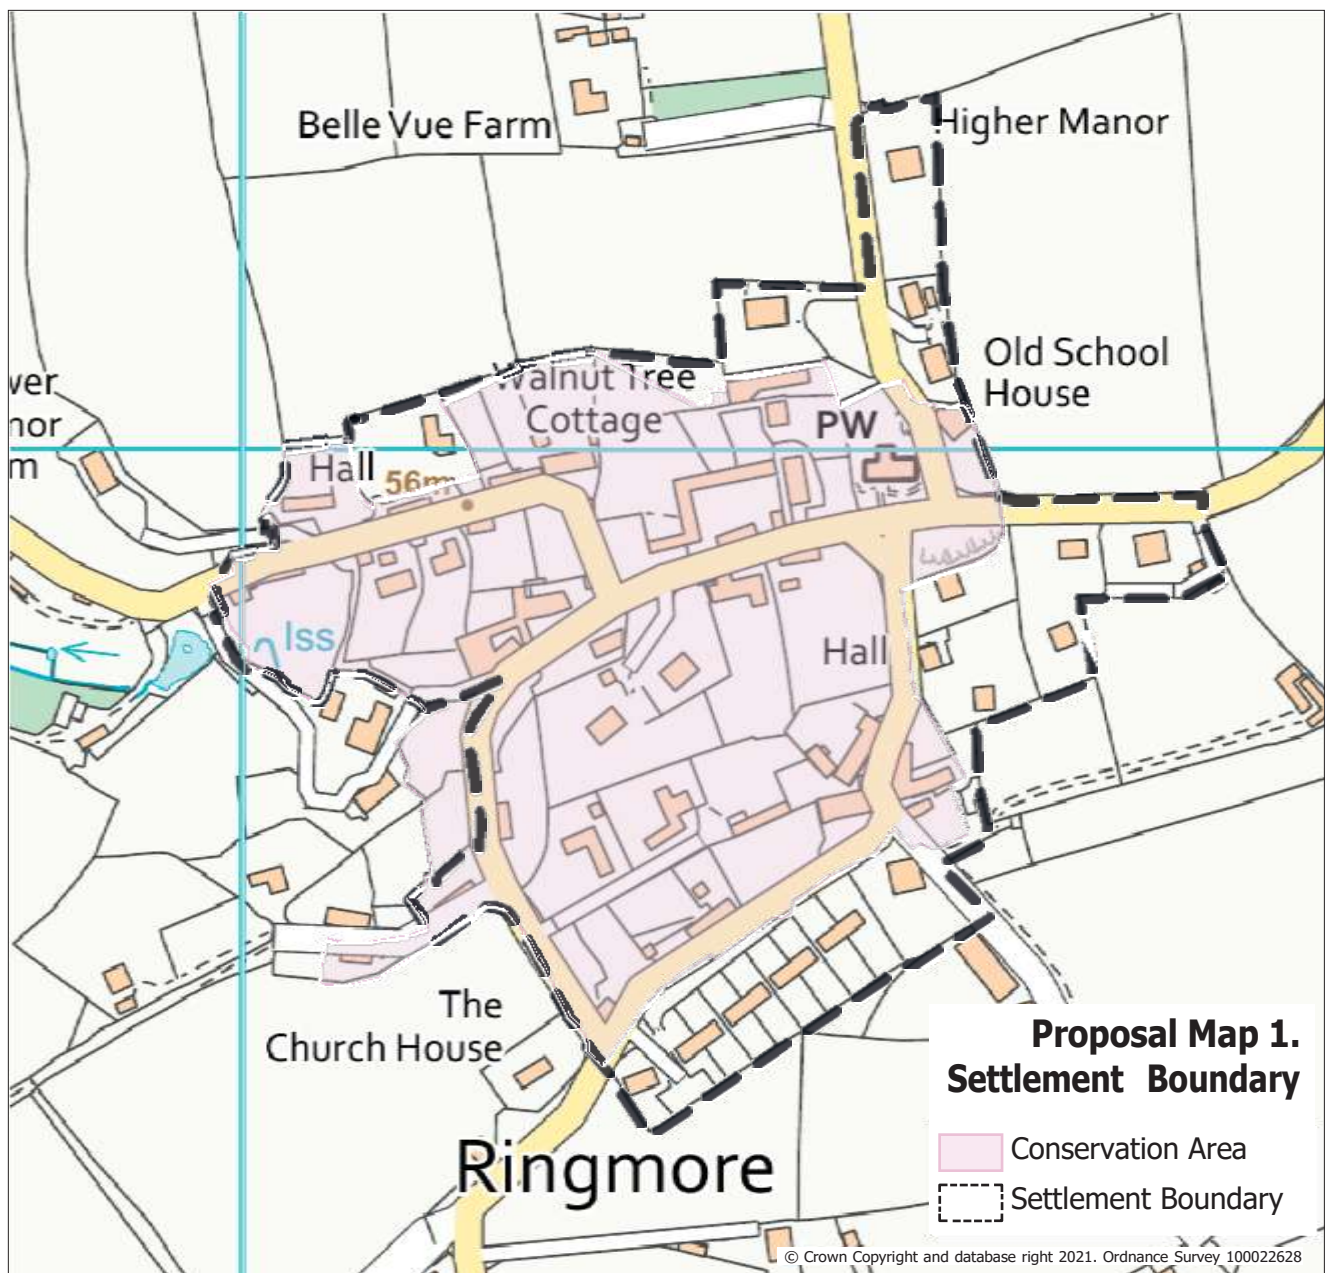 Belle Vue Farm
Higher Manor
Old School
House
Walnut Tree
Cottage
PW
Hall
56m
Iss
Hall
The
Church House
Ringmore
Proposal Map 1.
Settlement Boundary
Conservation Area
Settlement Boundary
© Crown Copyright and database right 2021. Ordnance Survey 100022628